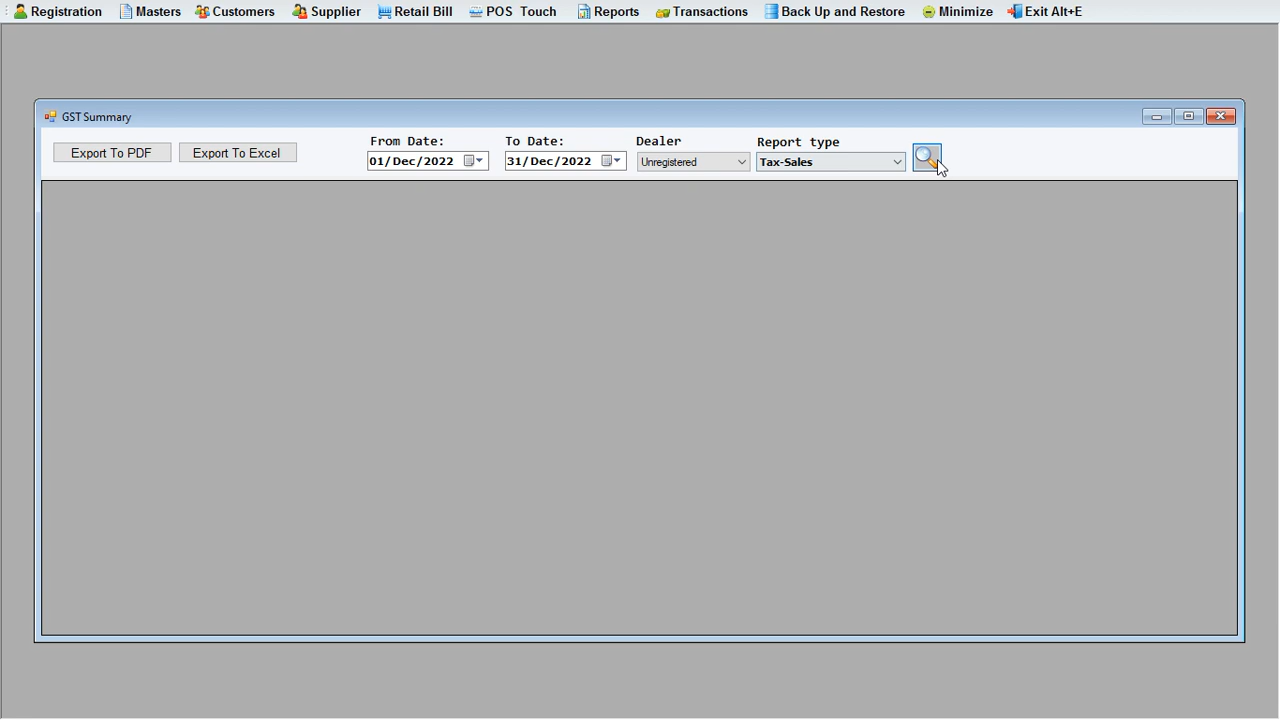 Registration Masters Customers Supplier Retail Bill POS Touch Reports Transactions Back Up and Restore Minimize Exit Alt+E
GST Summary
Export To PDF Export To Excel
From Date: To Date: Dealer Report type
01/Dec/2022 31/Dec/2022 Unregistered Tax-Sales